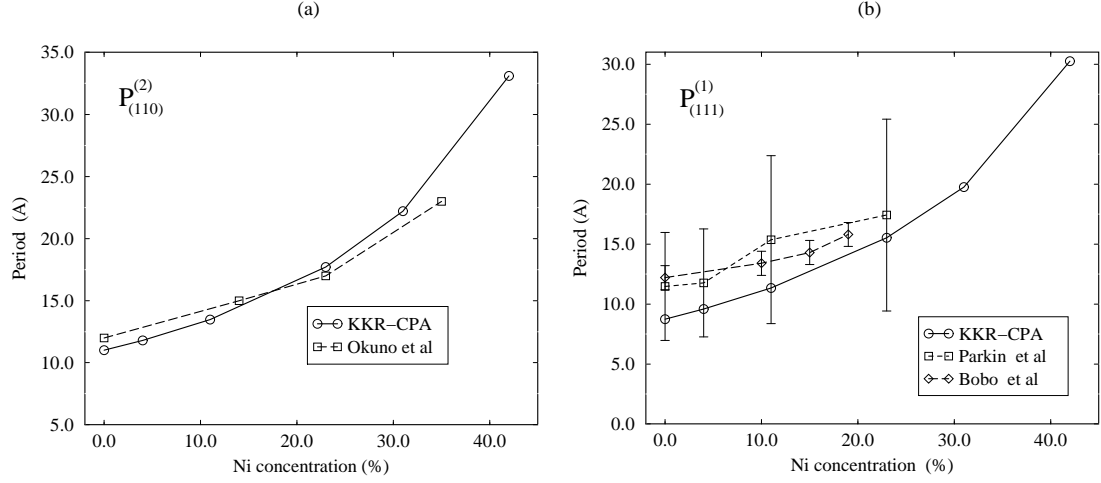 (a)
P(2)(110)
35.0
30.0
25.0
20.0
15.0
10.0
5.0
Period (A)
0.0 10.0 20.0 30.0 40.0
Ni concentration (%)
KKR−CPA
Okuno et al
(b)
P(1)(111)
30.0
25.0
20.0
15.0
10.0
5.0
0.0
Period (A)
0.0 10.0 20.0 30.0 40.0
Ni concentration (%)
KKR−CPA
Parkin et al
Bobo et al